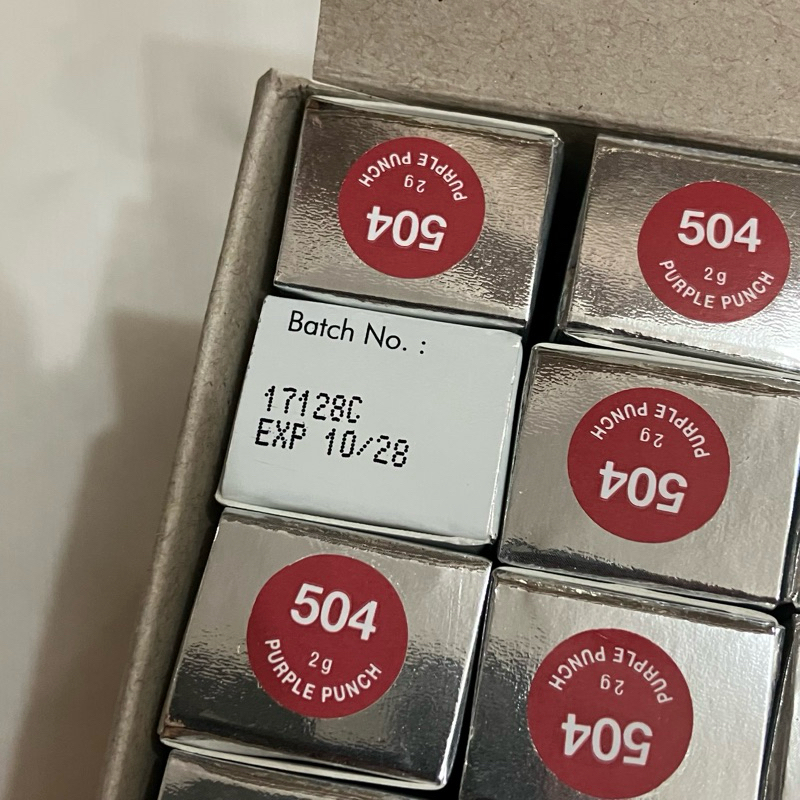 504
2g
PURPLE PUNCH
504
2g
PURPLE PUNCH
Batch No. :
17128C
EXP 10/28
504
2g
PURPLE PUNCH
504
2g
PURPLE PUNCH
504
2g
PURPLE PUNCH